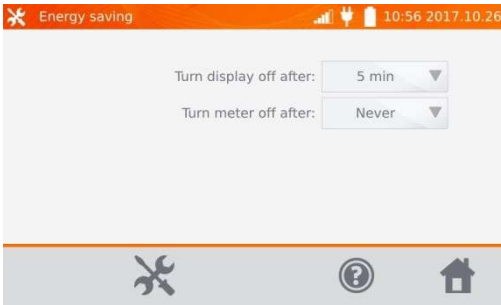 Energy saving 10:56 2017.10.26
Turn display off after: 5 min
Turn meter off after: Never
?